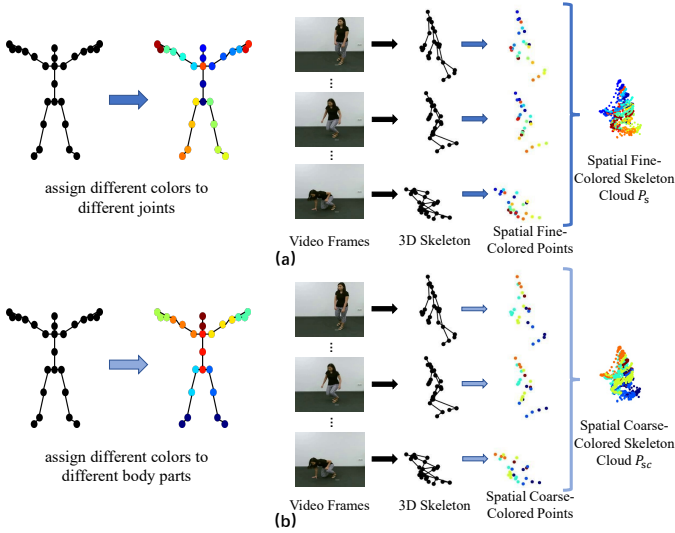 assign different colors to
different joints
Video Frames
3D Skeleton
Spatial Fine-
Colored Points
Spatial Fine-
Colored Skeleton
Cloud Ps
(a)
assign different colors to
different body parts
Video Frames
3D Skeleton
Spatial Coarse-
Colored Points
Spatial Coarse-
Colored Skeleton
Cloud Psc
(b)